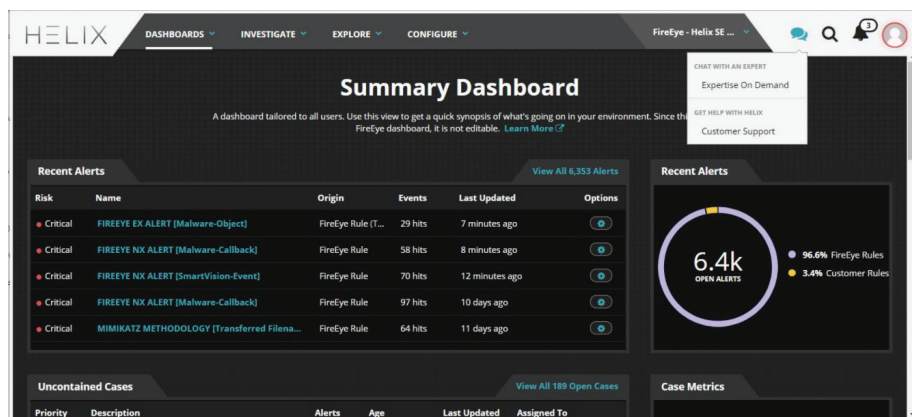 HELIX
DASHBOARDS INVESTIGATE EXPLORE CONFIGURE FireEye - Helix SE ... 3
CHAT WITH AN EXPERT
Expertise On Demand
GET HELP WITH HELIX
Customer Support
Summary Dashboard
A dashboard tailored to all users. Use this view to get a quick synopsis of what's going on in your environment. Since thi
FireEye dashboard, it is not editable. Learn More
Recent Alerts View All 6,353 Alerts
Risk Name Origin Events Last Updated Options
Critical FIREEYE EX ALERT [Malware-Object] FireEye Rule (T... 29 hits 7 minutes ago
Critical FIREEYE NX ALERT [Malware-Callback] FireEye Rule 58 hits 8 minutes ago
Critical FIREEYE NX ALERT [SmartVision-Event] FireEye Rule 70 hits 12 minutes ago
Critical FIREEYE NX ALERT [Malware-Callback] FireEye Rule 97 hits 10 days ago
Critical MIMIKATZ METHODOLOGY [Transferred Filena... FireEye Rule 64 hits 11 days ago
Recent Alerts
6.4k
OPEN ALERTS
96.6% FireEye Rules
3.4% Customer Rules
Uncontained Cases View All 189 Open Cases
Priority Description Alerts Age Last Updated Assigned To
Case Metrics